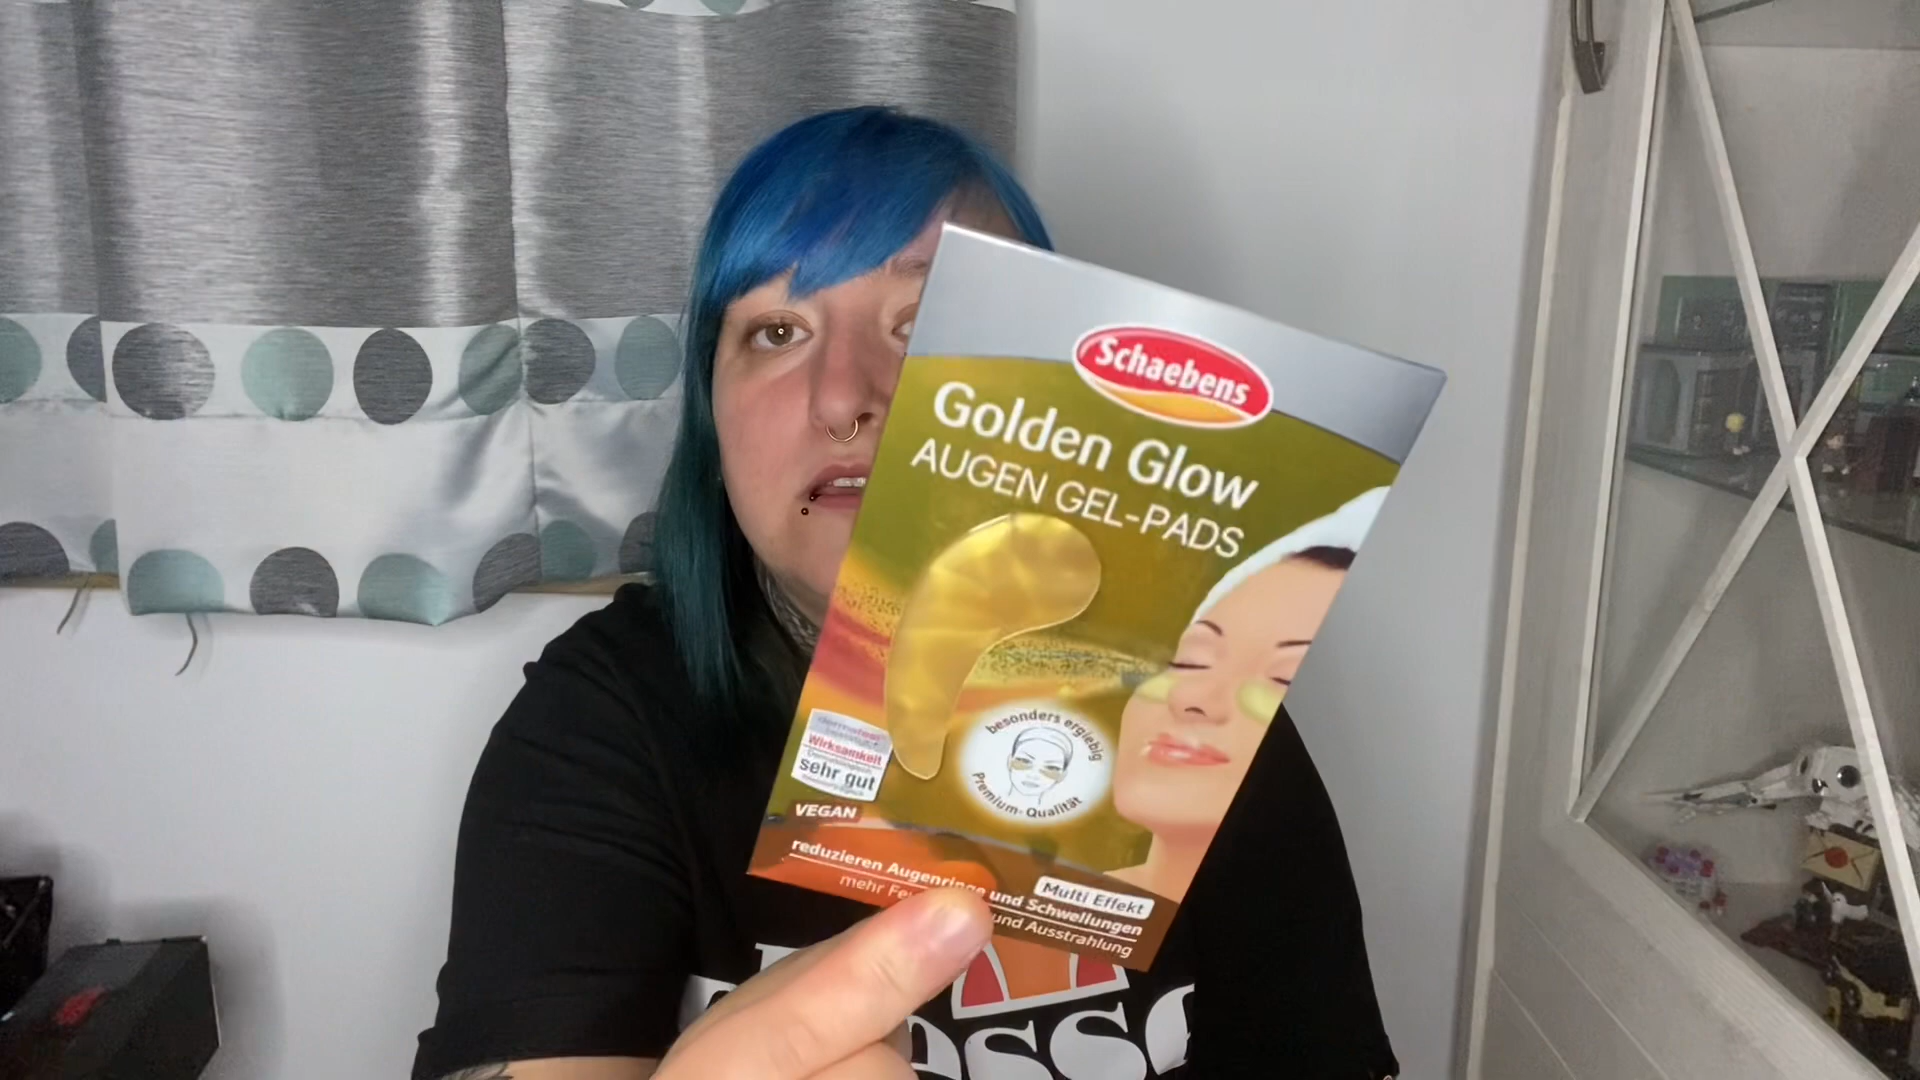 Schaebens
Golden Glow
AUGEN GEL-PADS
besonders ergiebig
Premium-Qualität
Wirksamkeit
sehr gut
VEGAN
Multi Effekt
reduzieren Augenringe und Schwellungen
mehr und Ausstrahlung